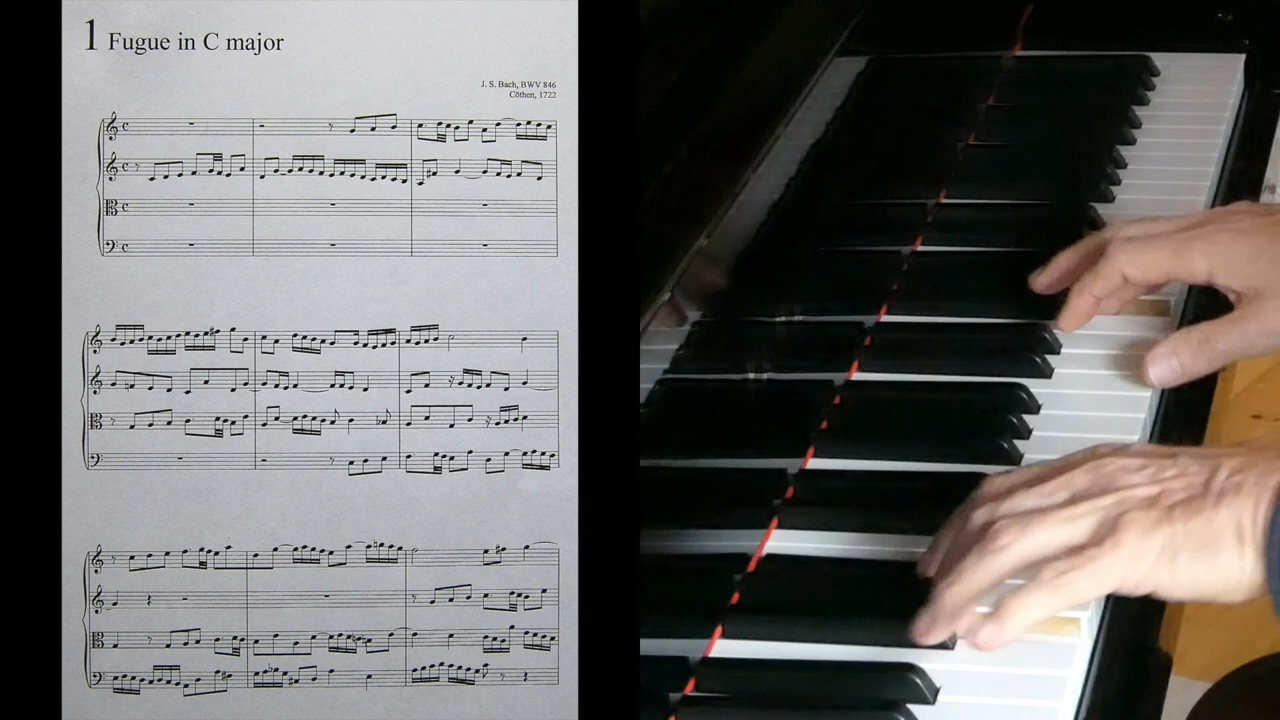 1 Fugue in C major
J. S. Bach, BWV 846
Cöthen, 1722